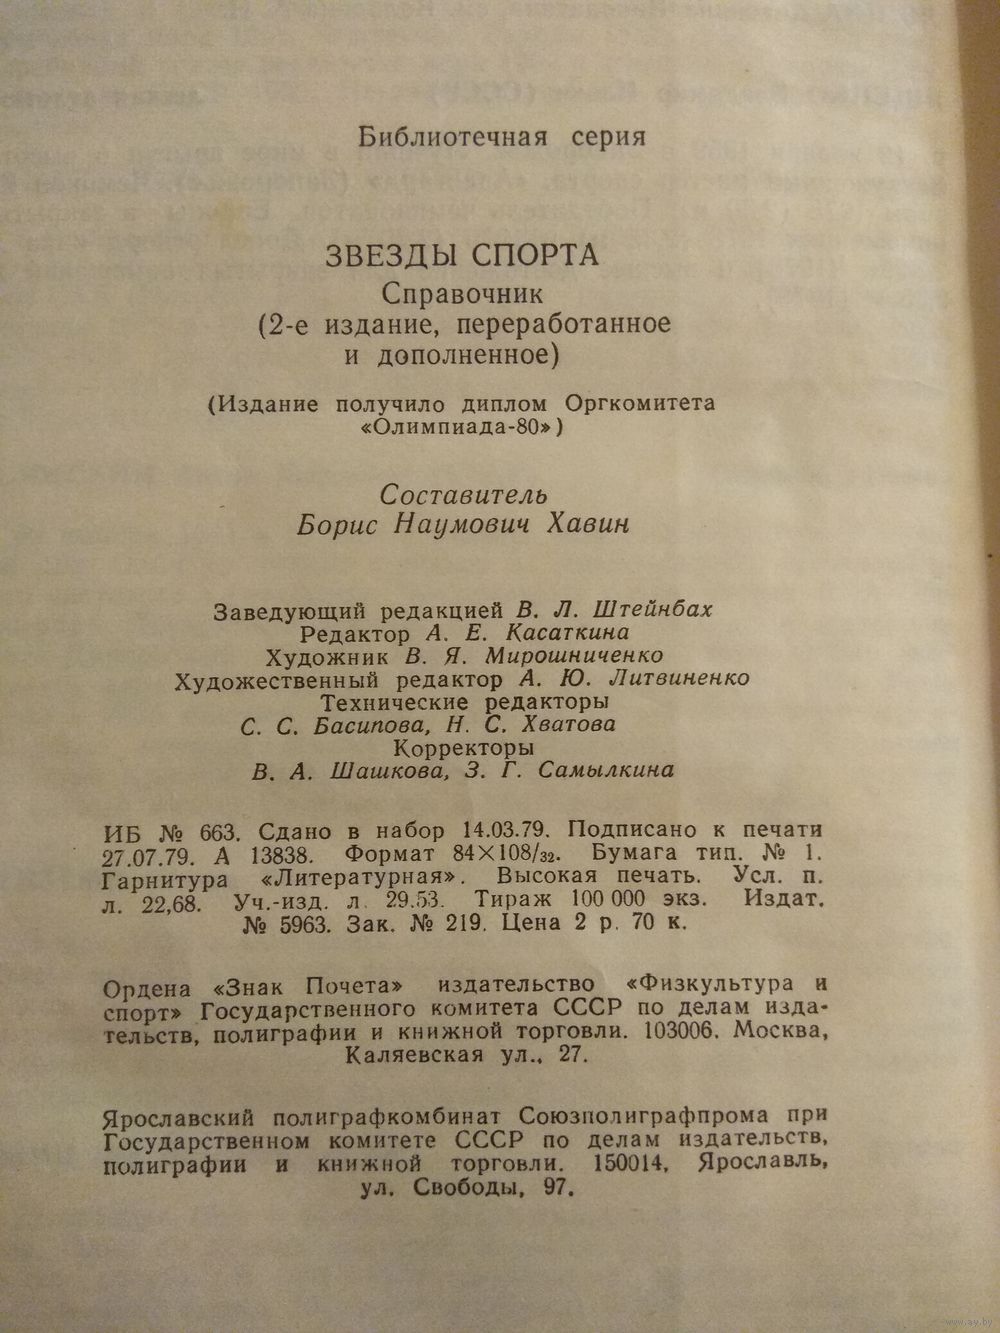 Библиотечная серия
ЗВЕЗДЫ СПОРТА
Справочник
(2-е издание, переработанное
и дополненное)
(Издание получило диплом Оргкомитета
«Олимпиада-80»)
Составитель
Борис Наумович Хавин
Заведующий редакцией В. Л. Штейнбах
Редактор А. Е. Касаткина
Художник В. Я. Мирошниченко
Художественный редактор А. Ю. Литвиненко
Технические редакторы
С. С. Басипова, Н. С. Хватова
Корректоры
В. А. Шашкова, З. Г. Самылкина
ИБ № 663. Сдано в набор 14.03.79. Подписано к печати
27.07.79. А 13838. Формат 84×108/32. Бумага тип. № 1.
Гарнитура «Литературная». Высокая печать. Усл. п.
л. 22,68. Уч.-изд. л. 29.53. Тираж 100 000 экз. Издат.
№ 5963. Зак. № 219. Цена 2 р. 70 к.
Ордена «Знак Почета» издательство «Физкультура и
спорт» Государственного комитета СССР по делам изда-
тельств, полиграфии и книжной торговли. 103006. Москва,
Каляевская ул., 27.
Ярославский полиграфкомбинат Союзполиграфпрома при
Государственном комитете СССР по делам издательств,
полиграфии и книжной торговли. 150014, Ярославль,
ул. Свободы, 97.
www.ay.by